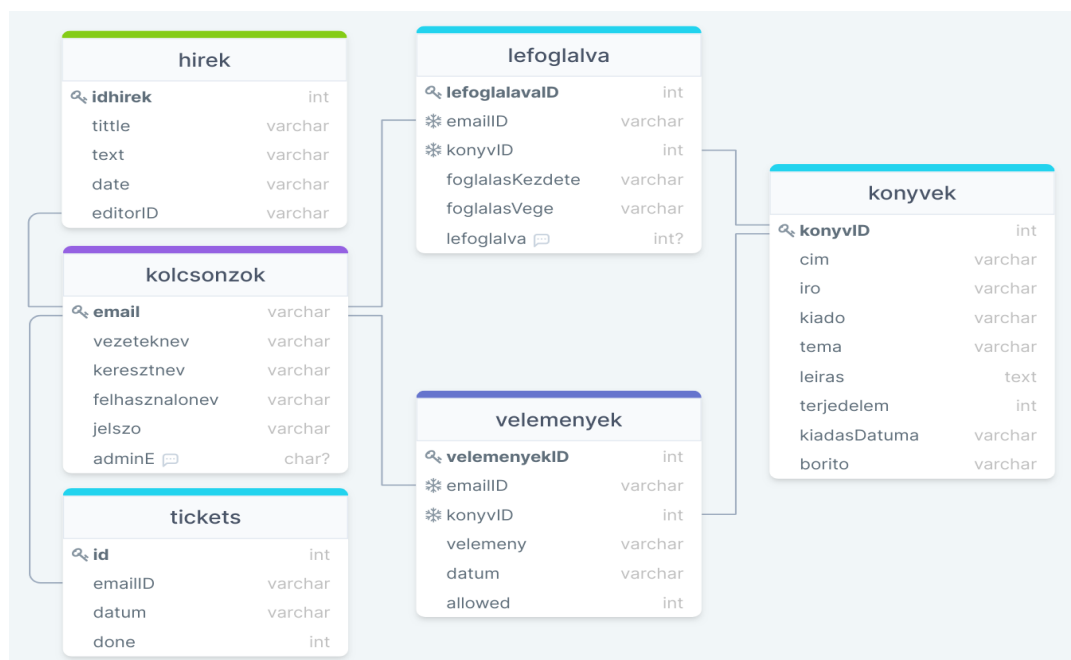 hirek
idhirek int
tittle varchar
text varchar
date varchar
editorID varchar
kolcsonzok
email varchar
vezeteknev varchar
keresztnev varchar
felhasznalonev varchar
jelszo varchar
adminE char?
tickets
id int
emailID varchar
datum varchar
done int
lefoglalva
lefoglalavaID int
emailID varchar
konyvID int
foglalasKezdete varchar
foglalasVege varchar
lefoglalva int?
velemenyek
velemenyekID int
emailID varchar
konyvID int
velemeny varchar
datum varchar
allowed int
konyvek
konyvID int
cim varchar
iro varchar
kiado varchar
tema varchar
leiras text
terjedelem int
kiadasDatuma varchar
borito varchar